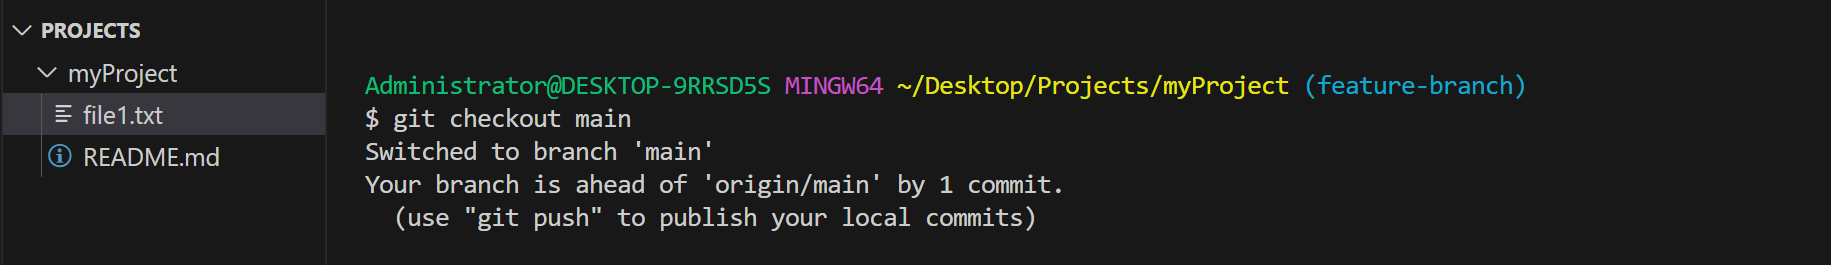 PROJECTS
myProject
file1.txt
README.md
Administrator@DESKTOP-9RRSD5S MINGW64 ~/Desktop/Projects/myProject (feature-branch)
$ git checkout main
Switched to branch 'main'
Your branch is ahead of 'origin/main' by 1 commit.
  (use "git push" to publish your local commits)